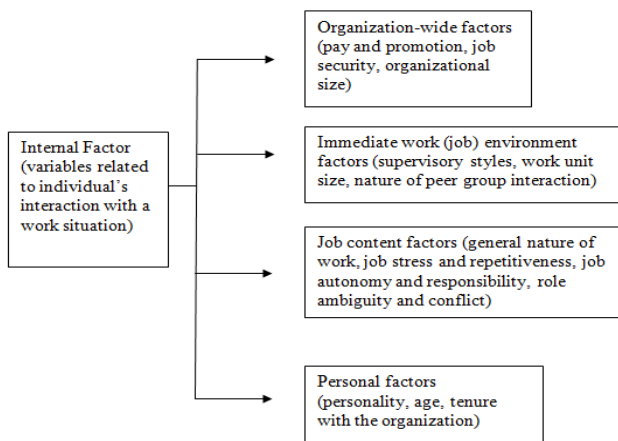 Organization-wide factors
(pay and promotion, job
security, organizational
size)
Internal Factor
(variables related
to individual's
interaction with a
work situation)
Immediate work (job) environment
factors (supervisory styles, work unit
size, nature of peer group interaction)
Job content factors (general nature of
work, job stress and repetitiveness, job
autonomy and responsibility, role
ambiguity and conflict)
Personal factors
(personality, age, tenure
with the organization)